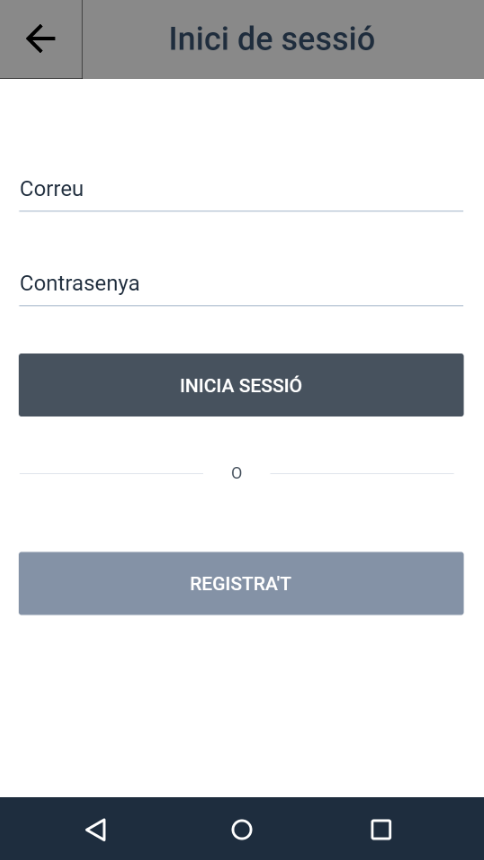 Inici de sessió
Correu
Contrasenya
INICIA SESSIÓ
O
REGISTRA'T